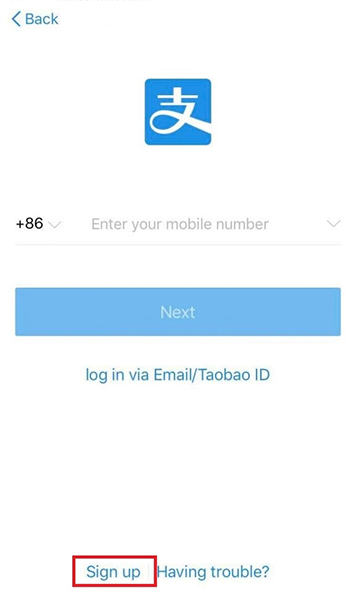 Back
支
+86 Enter your mobile number
Next
log in via Email/Taobao ID
Sign up Having trouble?